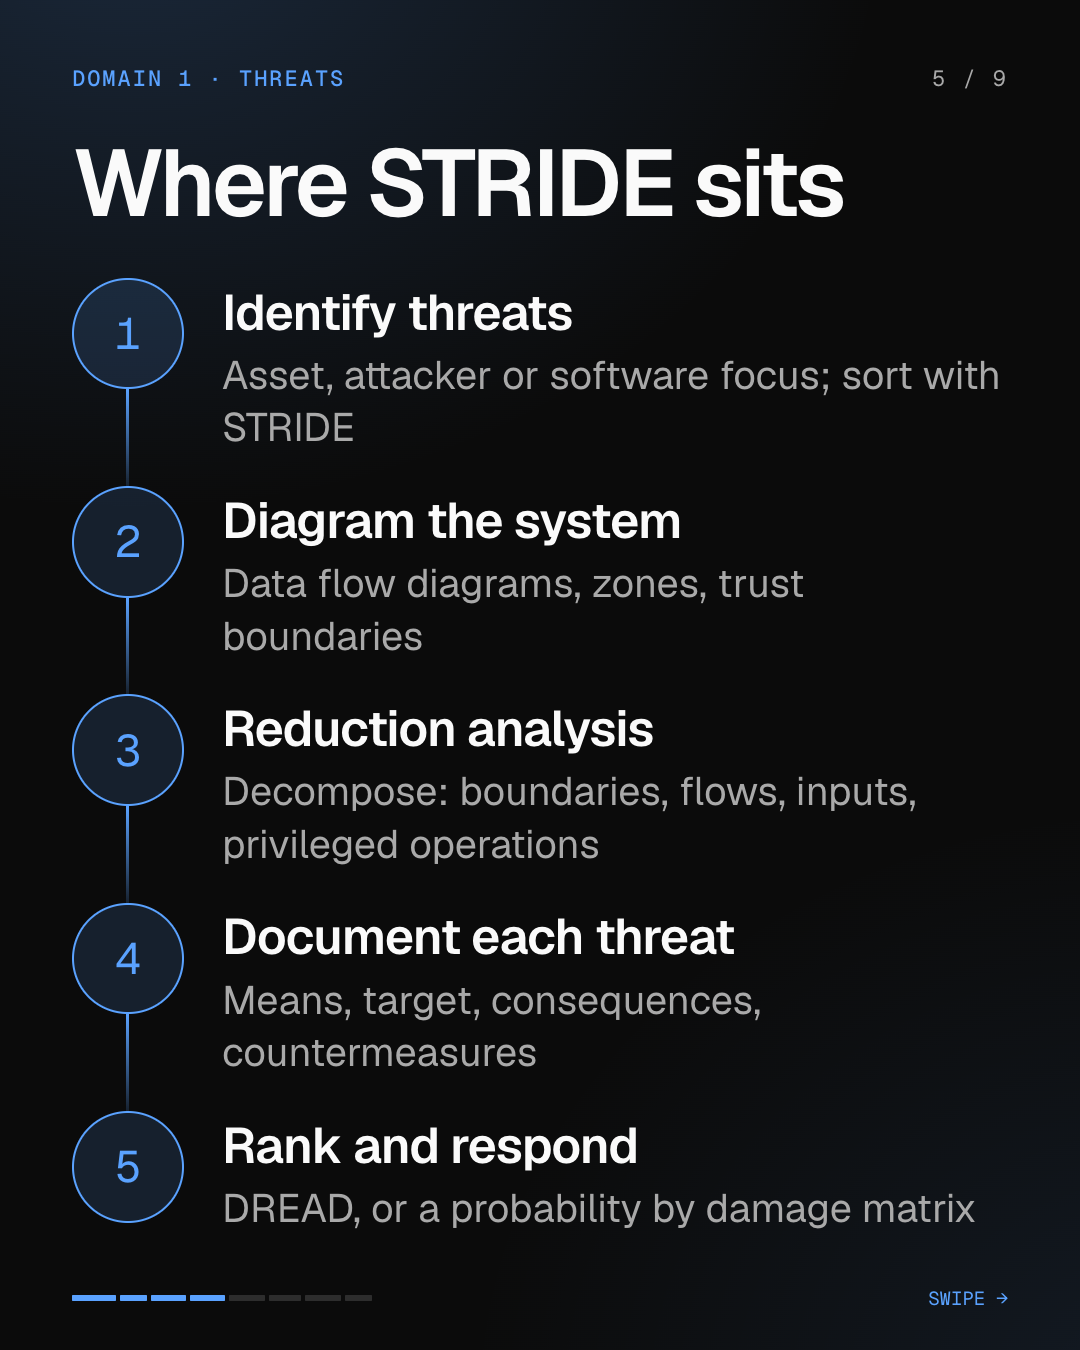 DOMAIN 1 · THREATS
5 / 9
Where STRIDE sits
1
Identify threats
Asset, attacker or software focus; sort with
STRIDE
2
Diagram the system
Data flow diagrams, zones, trust
boundaries
3
Reduction analysis
Decompose: boundaries, flows, inputs,
privileged operations
4
Document each threat
Means, target, consequences,
countermeasures
5
Rank and respond
DREAD, or a probability by damage matrix
SWIPE →